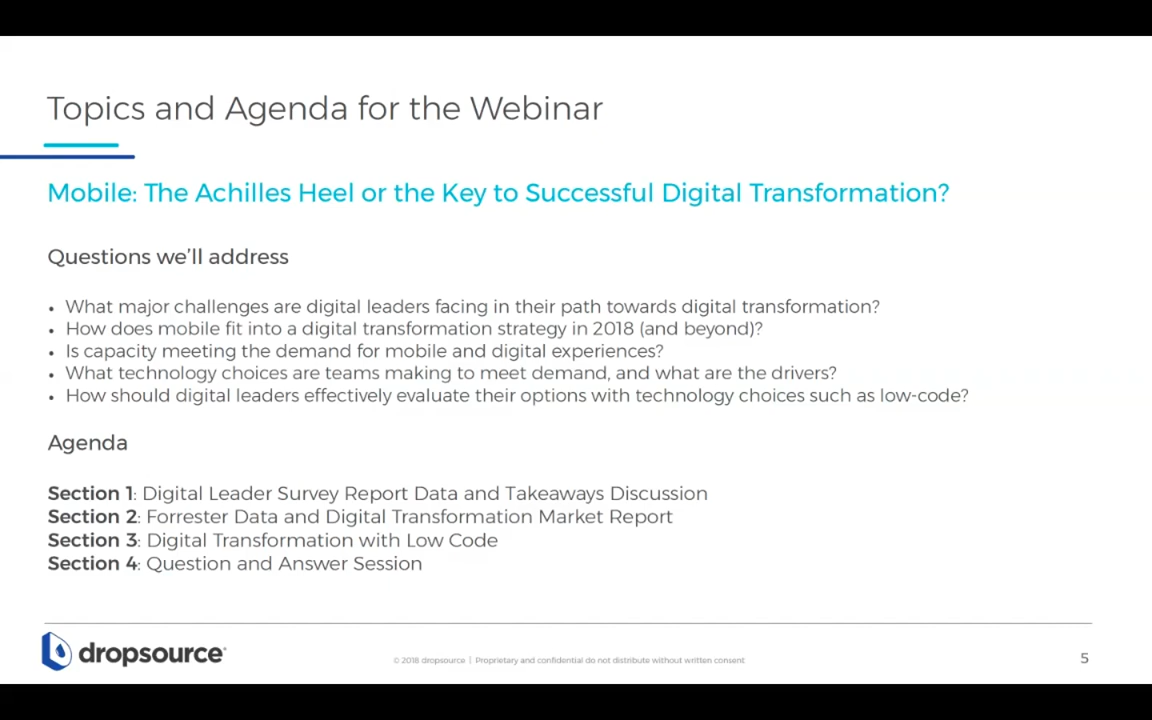 Topics and Agenda for the Webinar
Mobile: The Achilles Heel or the Key to Successful Digital Transformation?
Questions we'll address
• What major challenges are digital leaders facing in their path towards digital transformation?
• How does mobile fit into a digital transformation strategy in 2018 (and beyond)?
• Is capacity meeting the demand for mobile and digital experiences?
• What technology choices are teams making to meet demand, and what are the drivers?
• How should digital leaders effectively evaluate their options with technology choices such as low-code?
Agenda
Section 1: Digital Leader Survey Report Data and Takeaways Discussion
Section 2: Forrester Data and Digital Transformation Market Report
Section 3: Digital Transformation with Low Code
Section 4: Question and Answer Session
dropsource
© 2018 dropsource | Proprietary and confidential do not distribute without written consent
5